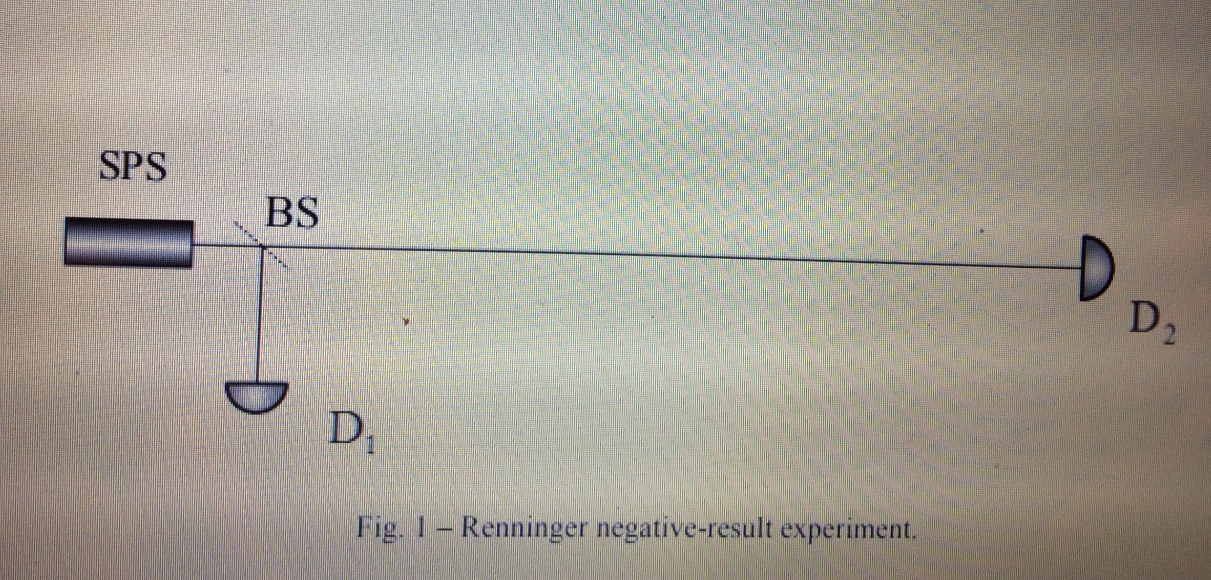 SPS
BS
D₂
D₁
Fig. 1 – Renninger negative-result experiment.